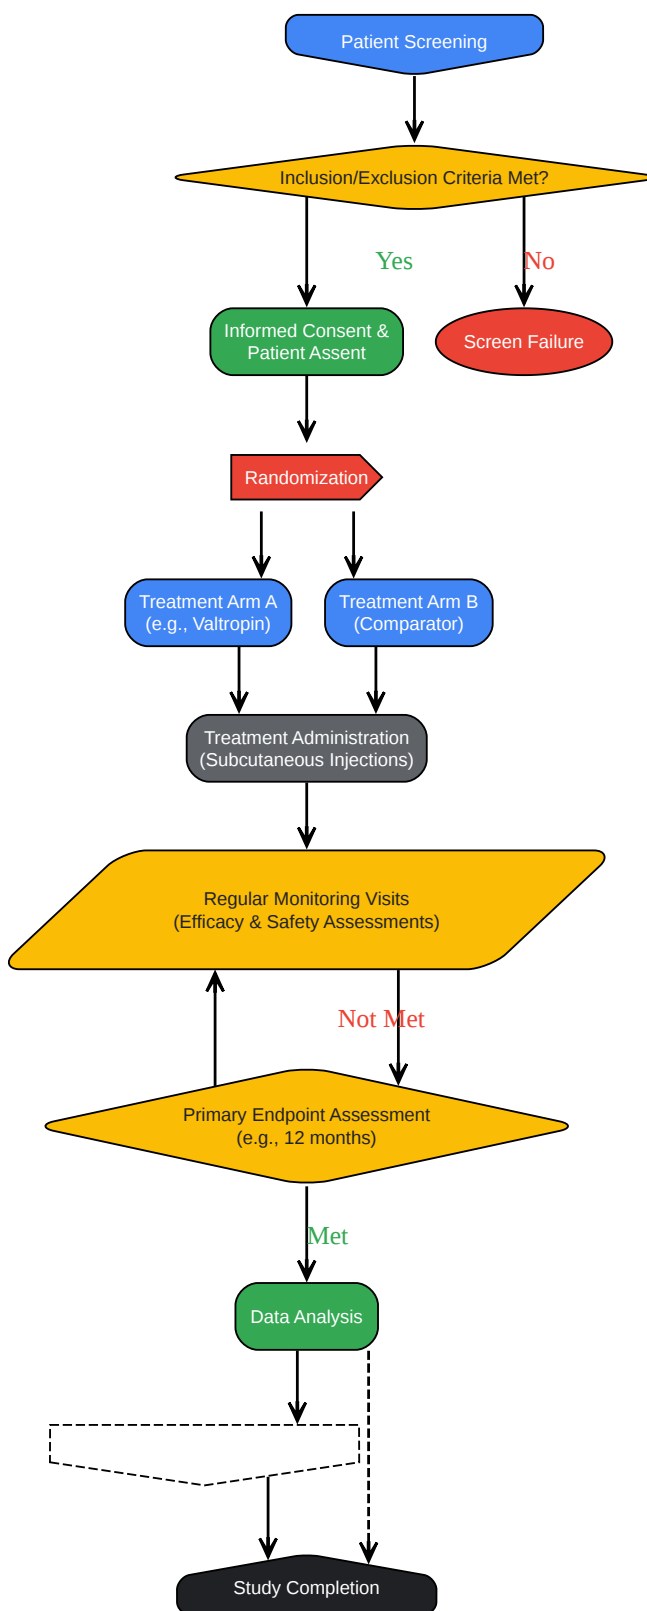 Patient Screening
Inclusion/Exclusion Criteria Met?
Yes
No
Informed Consent &
Patient Assent
Screen Failure
Randomization
Treatment Arm A
(e.g., Valtropin)
Treatment Arm B
(Comparator)
Treatment Administration
(Subcutaneous Injections)
Regular Monitoring Visits
(Efficacy & Safety Assessments)
Not Met
Primary Endpoint Assessment
(e.g., 12 months)
Met
Data Analysis
Study Completion